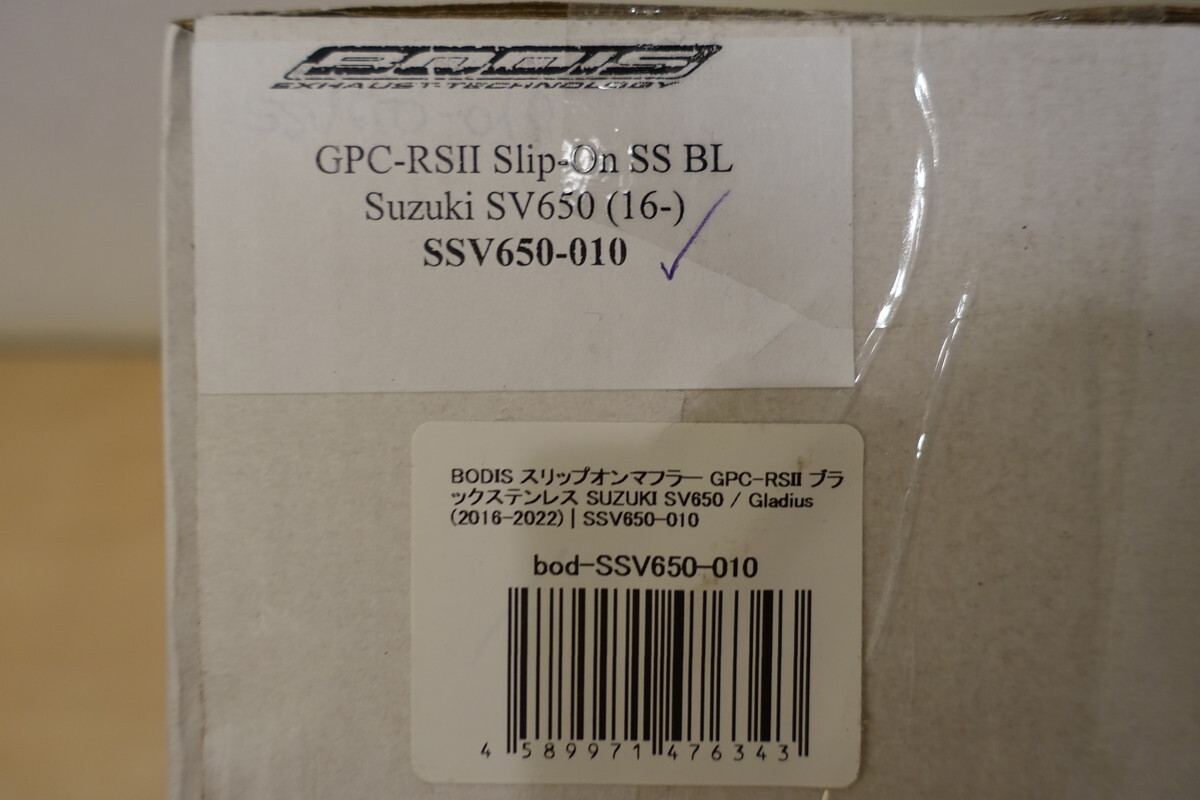 BODIS
EXHAUST-TECHNOLOGY
GPC-RSII Slip-On SS BL
Suzuki SV650 (16-)
SSV650-010
BODIS スリップオンマフラー GPC-RSⅡ ブラ
ックステンレス SUZUKI SV650 / Gladius
(2016-2022) | SSV650-010
bod-SSV650-010
4 589971 476343